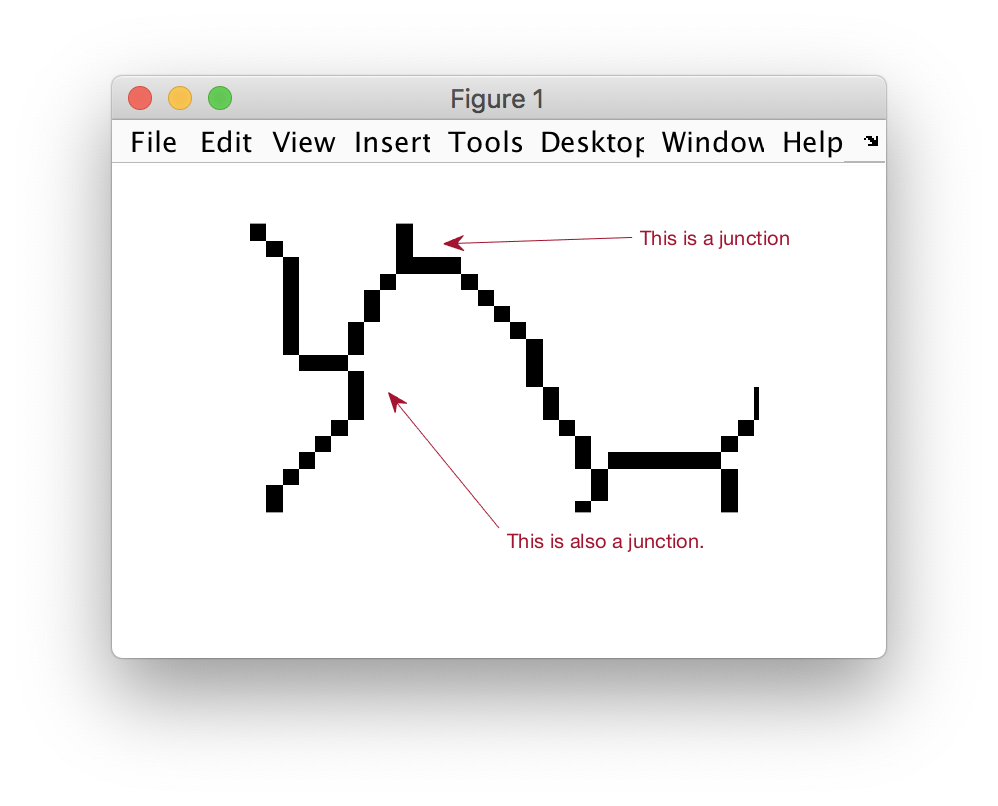 Figure 1
File Edit View Insert Tools Desktop Window Help
This is a junction
This is also a junction.